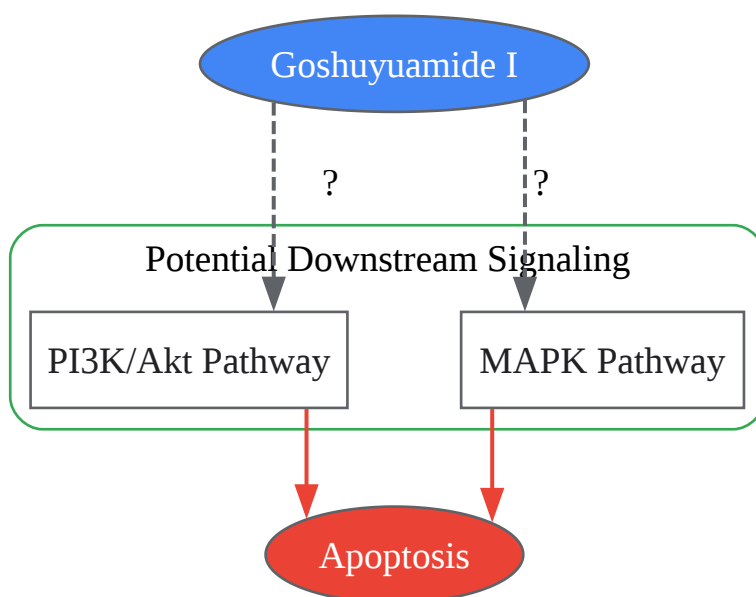 Goshuyuamide I
?
?
Potential Downstream Signaling
PI3K/Akt Pathway
MAPK Pathway
Apoptosis